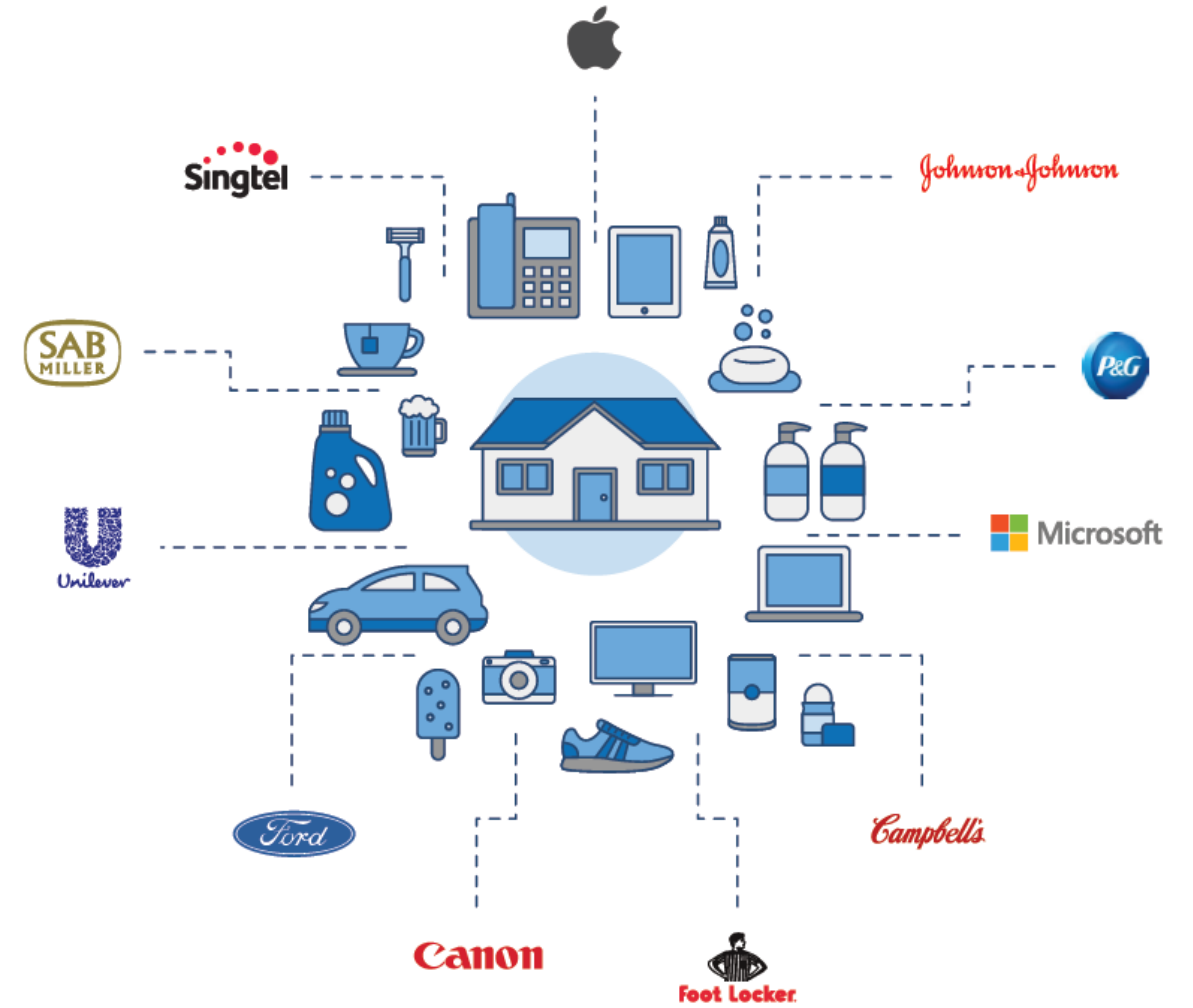 Singtel
Johnson & Johnson
SAB
MILLER
P&G
Unilever
Microsoft
Ford
Campbell's
Canon
Foot Locker.